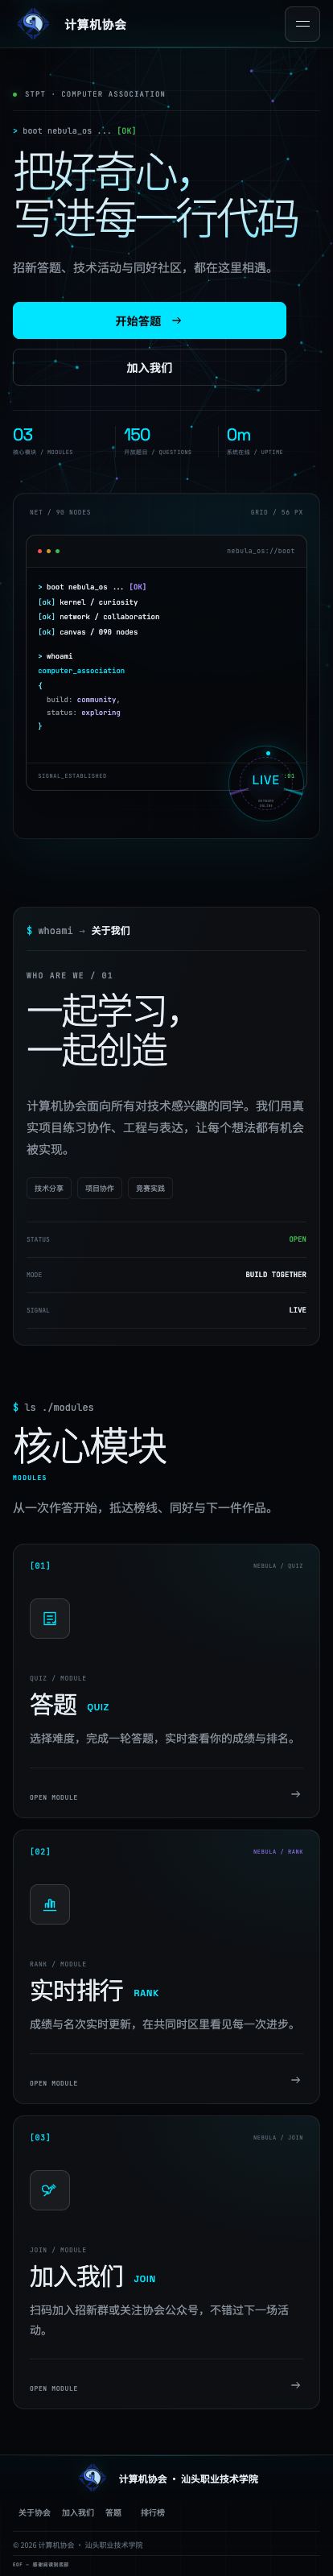 计算机协会
STPT · COMPUTER ASSOCIATION
> boot nebula_os ... [OK]
把好奇心，
写进每一行代码
招新答题、技术活动与同好社区，都在这里相遇。
开始答题 →
加入我们
03
核心模块 / MODULES
150
开放题目 / QUESTIONS
0m
系统在线 / UPTIME
NET / 90 NODES
GRID / 56 PX
nebula_os://boot
> boot nebula_os ... [OK]
[ok] kernel / curiosity
[ok] network / collaboration
[ok] canvas / 090 nodes
> whoami
computer_association
{
build: community,
status: exploring
}
SIGNAL_ESTABLISHED
LIVE
$ whoami → 关于我们
WHO ARE WE / 01
一起学习，
一起创造
计算机协会面向所有对技术感兴趣的同学。我们用真
实项目练习协作、工程与表达，让每个想法都有机会
被实现。
技术分享
项目协作
竞赛实践
STATUS
OPEN
MODE
BUILD TOGETHER
SIGNAL
LIVE
$ ls ./modules
核心模块
MODULES
从一次作答开始，抵达榜线、同好与下一件作品。
[01]
NEBULA / QUIZ
QUIZ / MODULE
答题 QUIZ
选择难度，完成一轮答题，实时查看你的成绩与排名。
OPEN MODULE →
[02]
NEBULA / RANK
RANK / MODULE
实时排行 RANK
成绩与名次实时更新，在共同时区里看见每一次进步。
OPEN MODULE →
[03]
NEBULA / JOIN
JOIN / MODULE
加入我们 JOIN
扫码加入招新群或关注协会公众号，不错过下一场活
动。
OPEN MODULE →
计算机协会 · 汕头职业技术学院
关于协会 加入我们 答题 排行榜
© 2026 计算机协会 · 汕头职业技术学院
EOF — 感谢阅读到底部